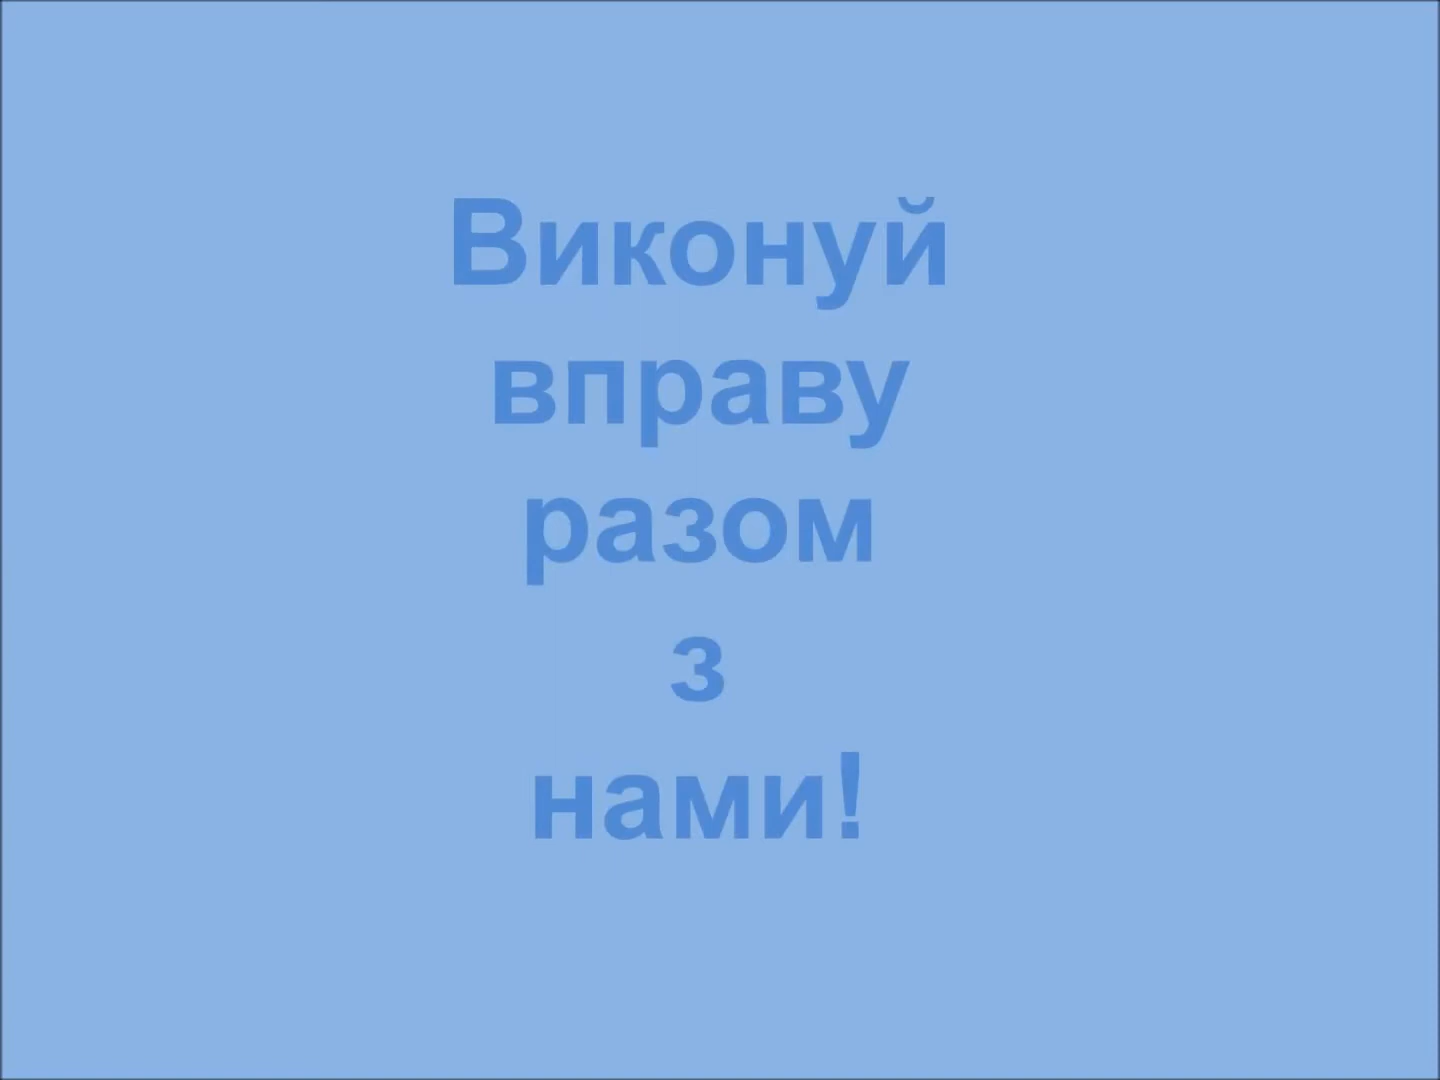 Виконуй
вправу
разом
з
нами!